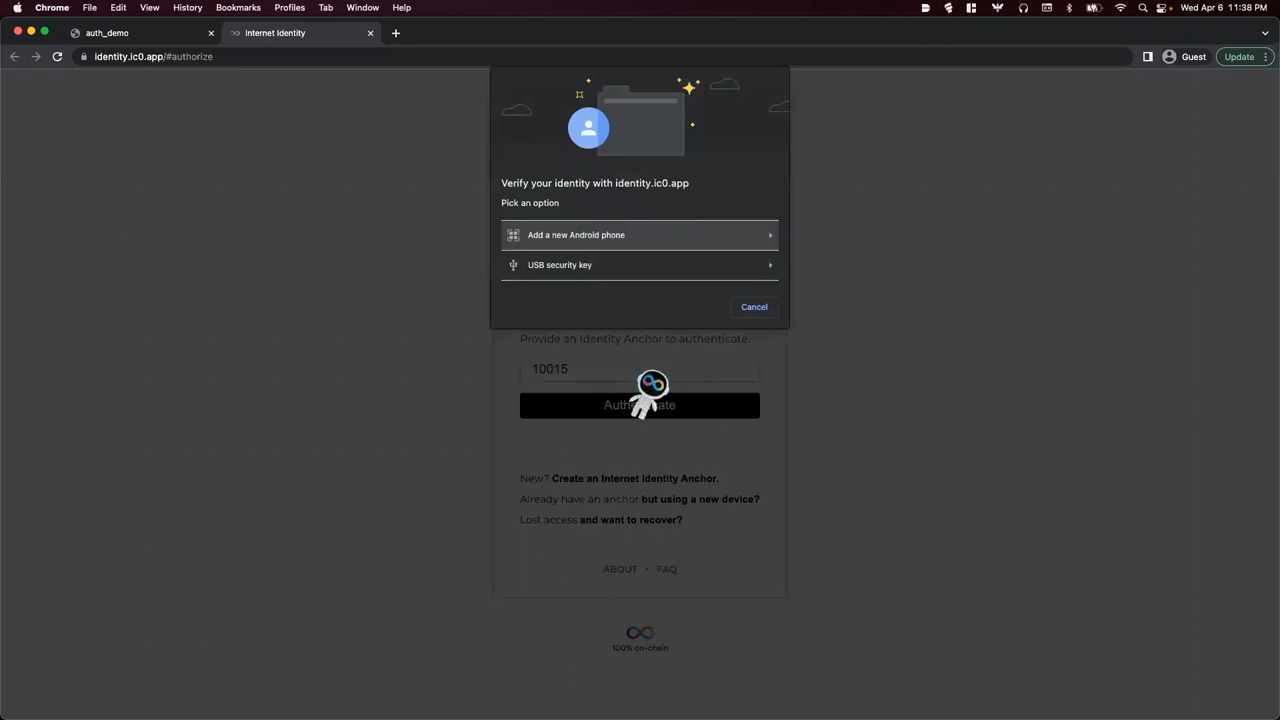 Chrome File Edit View History Bookmarks Profiles Tab Window Help Wed Apr 6 11:38 PM
auth_demo Internet Identity
identity.ic0.app/#authorize Guest Update
Verify your identity with identity.ic0.app
Pick an option
Add a new Android phone
USB security key
Cancel
Provide an Identity Anchor to authenticate
10015
Authenticate
New? Create an Internet Identity Anchor.
Already have an anchor but using a new device?
Lost access and want to recover?
ABOUT · FAQ
100% on-chain